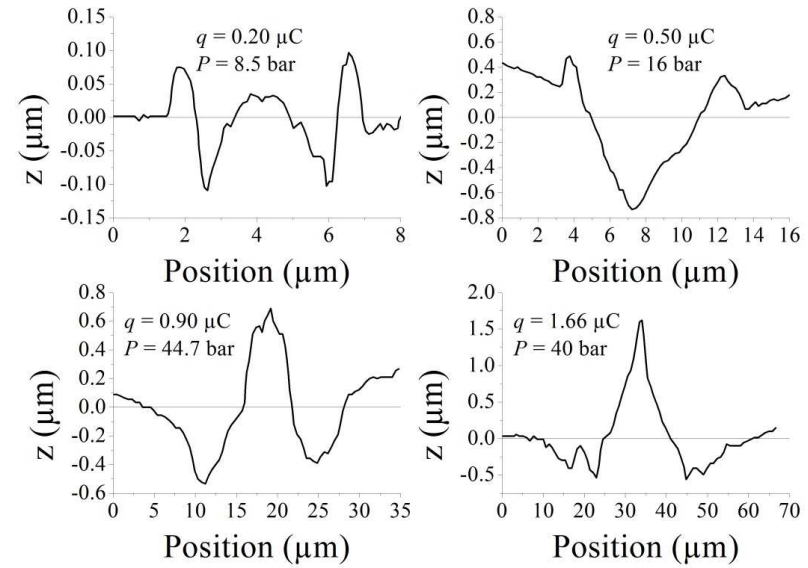 0.15
0.10
0.05
0.00
-0.05
-0.10
-0.15
z (µm)
q = 0.20 µC
P = 8.5 bar
0 2 4 6 8
Position (µm)
0.8
0.6
0.4
0.2
0.0
-0.2
-0.4
-0.6
-0.8
z (µm)
q = 0.50 µC
P = 16 bar
0 2 4 6 8 10 12 14 16
Position (µm)
0.8
0.6
0.4
0.2
0.0
-0.2
-0.4
-0.6
z (µm)
q = 0.90 µC
P = 44.7 bar
0 5 10 15 20 25 30 35
Position (µm)
2.0
1.5
1.0
0.5
0.0
-0.5
z (µm)
q = 1.66 µC
P = 40 bar
0 10 20 30 40 50 60 70
Position (µm)